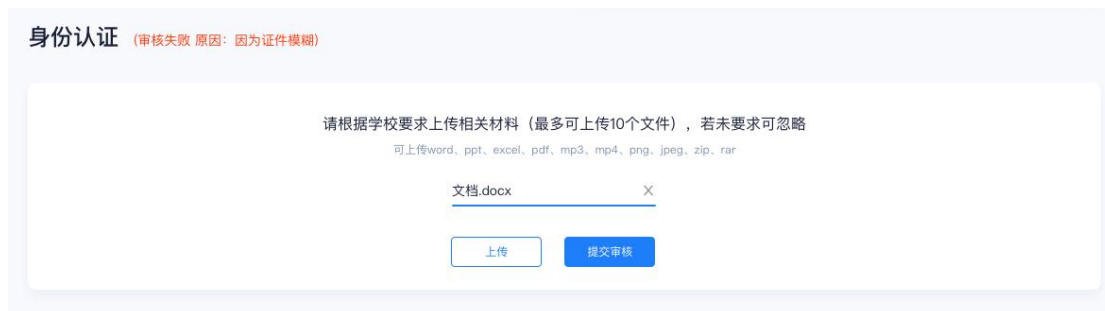 身份认证 (审核失败 原因：因为证件模糊)
请根据学校要求上传相关材料（最多可上传10个文件），若未要求可忽略
可上传word、ppt、excel、pdf、mp3、mp4、png、jpeg、zip、rar
文档.docx ×
上传 提交审核